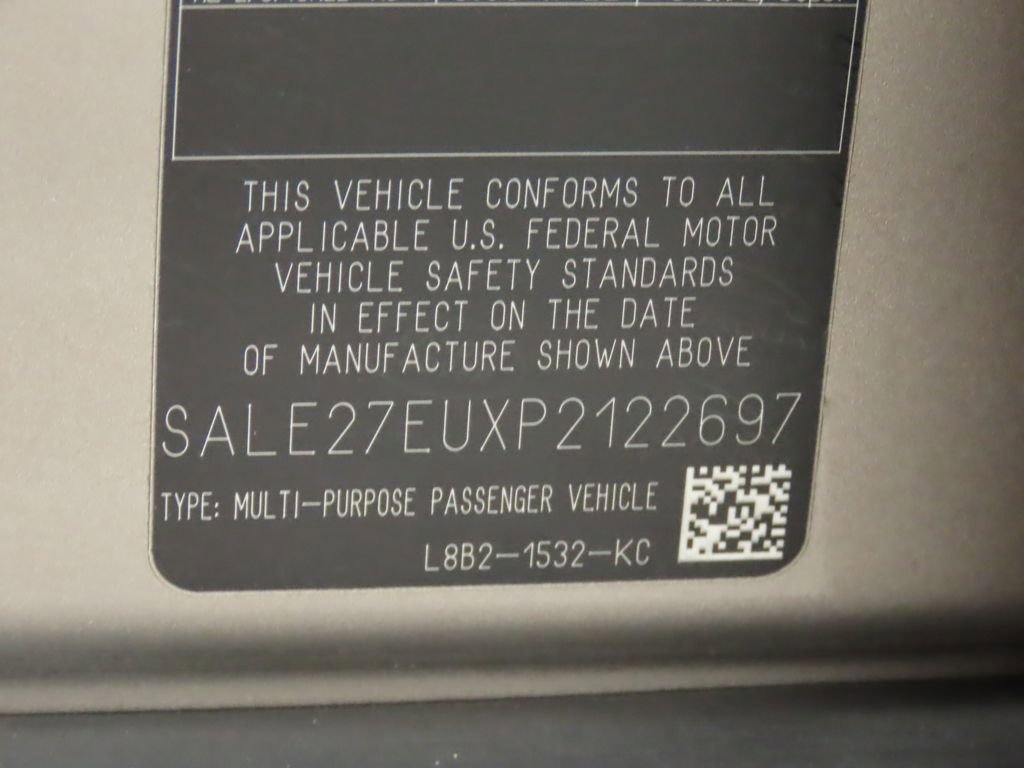 THIS VEHICLE CONFORMS TO ALL
APPLICABLE U.S. FEDERAL MOTOR
VEHICLE SAFETY STANDARDS
IN EFFECT ON THE DATE
OF MANUFACTURE SHOWN ABOVE
SALE27EUXP2122697
TYPE: MULTI-PURPOSE PASSENGER VEHICLE
L8B2-1532-KC